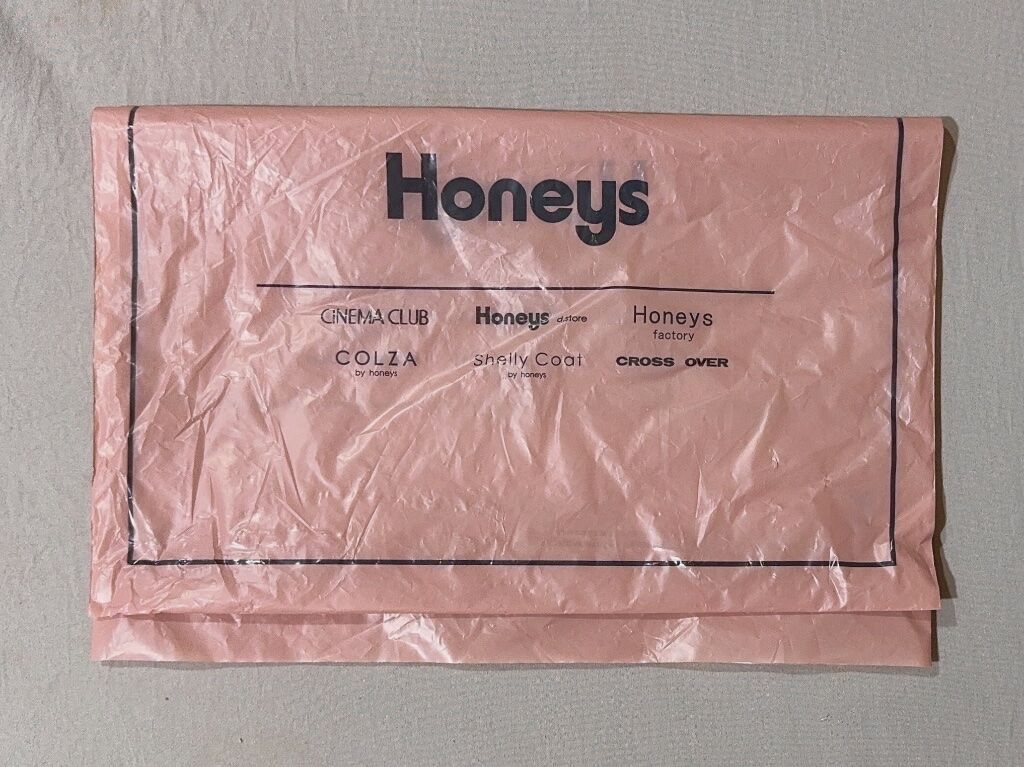 Honeys
CINEMA CLUB
Honeys d.store
Honeys
factory
COLZA
by honeys
Shelly Coat
by honeys
CROSS OVER